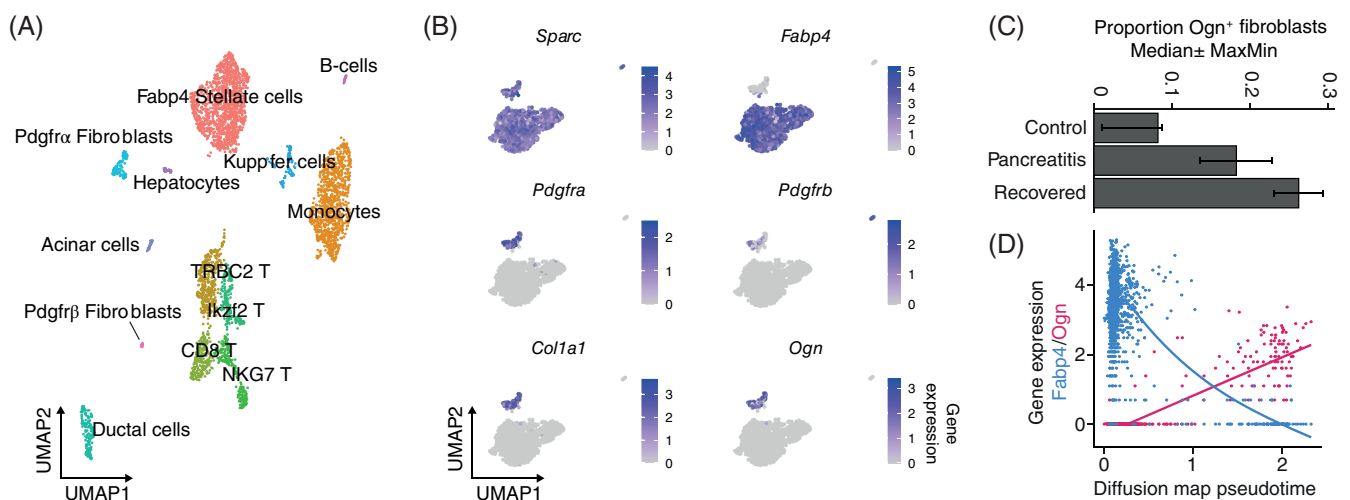 (A)
B-cells
Fabp4 Stellate cells
Pdgfrα Fibroblasts
Kuppfer cells
Hepatocytes
Monocytes
Acinar cells
TRBC2 T
Pdgfrβ Fibroblasts
Ikzf2 T
CD8 T
NKG7 T
Ductal cells
UMAP2
UMAP1
(B)
Sparc
4
3
2
1
0
Fabp4
5
4
3
2
1
0
Pdgfra
2
1
0
Pdgfrb
2
1
0
Col1a1
3
2
1
0
Ogn
3
2
1
0
Gene
expression
UMAP2
UMAP1
(C)
Proportion Ogn⁺ fibroblasts
Median± MaxMin
0 0.1 0.2 0.3
Control
Pancreatitis
Recovered
(D)
Gene expression
Fabp4/Ogn
4
2
0
0 1 2
Diffusion map pseudotime